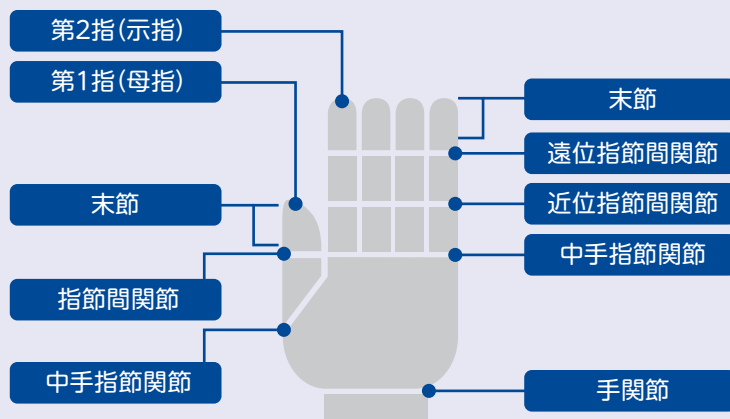 第2指(示指)
第1指(母指)
末節
指節間関節
中手指節関節
末節
遠位指節間関節
近位指節間関節
中手指節関節
手関節